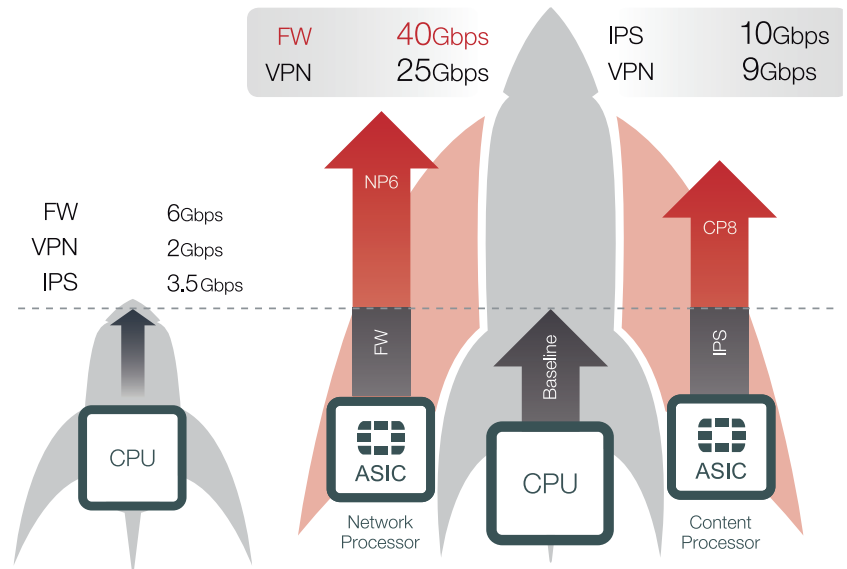 FW 40Gbps
VPN 25Gbps
IPS 10Gbps
VPN 9Gbps
NP6
CP8
FW 6Gbps
VPN 2Gbps
IPS 3.5Gbps
FW
Baseline
IPS
CPU
ASIC
CPU
ASIC
Network
Processor
Content
Processor